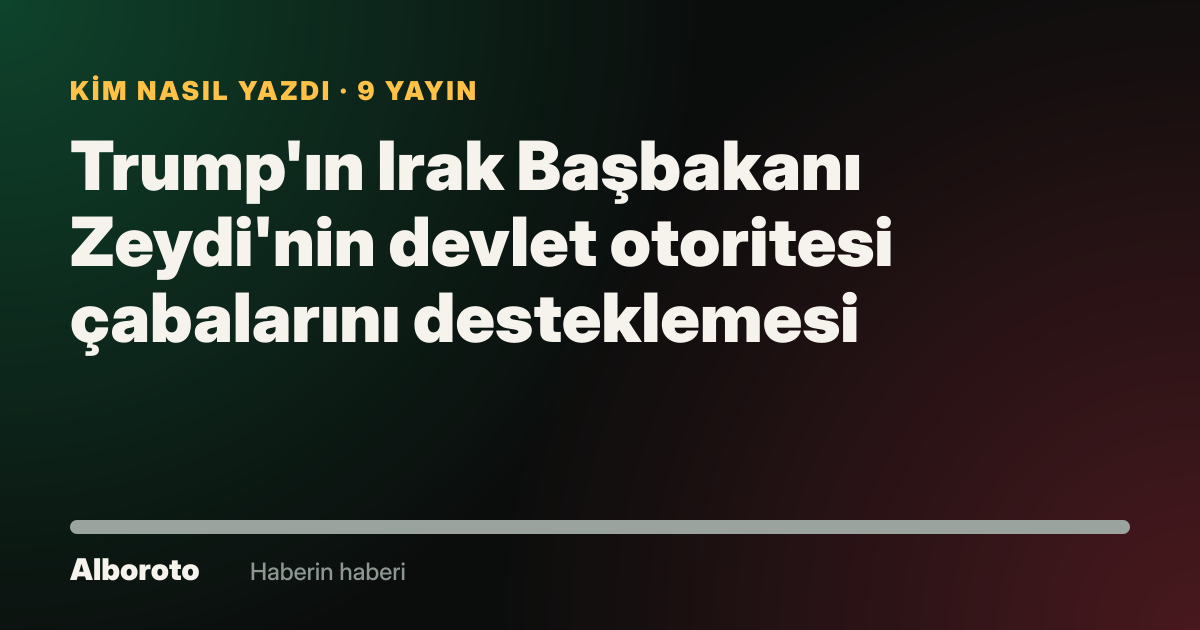 KİM NASIL YAZDI · 9 YAYIN
Trump'ın Irak Başbakanı
Zeydi'nin devlet otoritesi
çabalarını desteklemesi
Alboroto
Haberin haberi